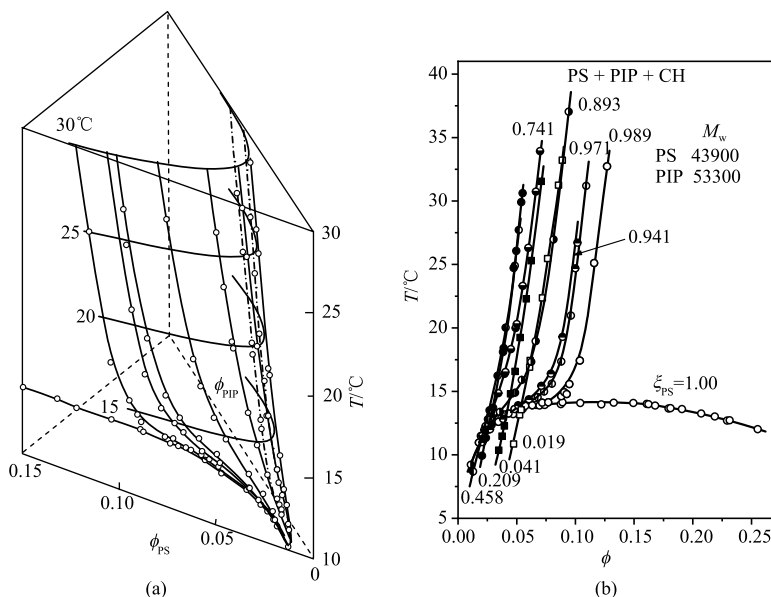 30℃
25
20
15
ϕPIP
0.15
0.10
0.05
0
ϕPS
30
25
20
15
10
T/℃
(a)
PS + PIP + CH
0.893
0.741
0.971
0.989
Mw
PS 43900
PIP 53300
0.941
ξPS=1.00
0.019
0.041
0.209
0.458
40
35
30
25
20
15
10
5
T/℃
0.00 0.05 0.10 0.15 0.20 0.25
ϕ
(b)